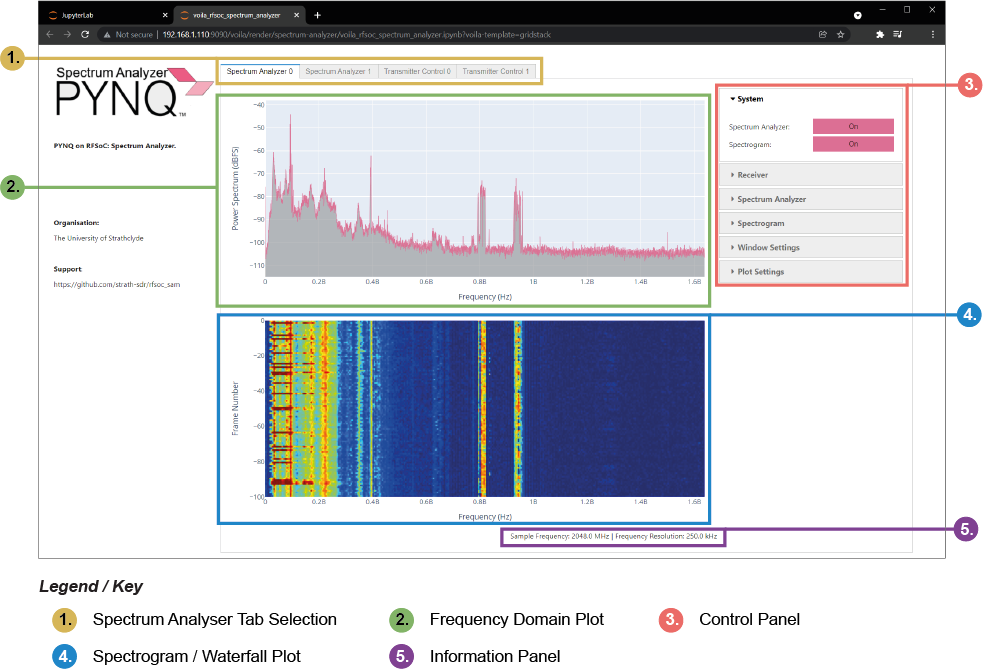 JupyterLab
voila_rfsoc_spectrum_analyzer
Not secure | 192.168.1.110:9090/voila/render/spectrum-analyzer/voila_rfsoc_spectrum_analyzer.ipynb?voila-template=gridstack
1.
Spectrum Analyzer
PYNQ™
PYNQ on RFSoC: Spectrum Analyzer.
Organisation:
The University of Strathclyde
Support:
https://github.com/strath-sdr/rfsoc_sam
Spectrum Analyzer 0 Spectrum Analyzer 1 Transmitter Control 0 Transmitter Control 1
2.
Power Spectrum (dBFS)
−40
−50
−60
−70
−80
−90
−100
−110
0 0.2B 0.4B 0.6B 0.8B 1B 1.2B 1.4B 1.6B
Frequency (Hz)
3.
System
Spectrum Analyzer: On
Spectrogram: On
Receiver
Spectrum Analyzer
Spectrogram
Window Settings
Plot Settings
4.
Frame Number
0
−20
−40
−60
−80
−100
0 0.2B 0.4B 0.6B 0.8B 1B 1.2B 1.4B 1.6B
Frequency (Hz)
5.
Sample Frequency: 2048.0 MHz | Frequency Resolution: 250.0 kHz
Legend / Key
1. Spectrum Analyser Tab Selection
2. Frequency Domain Plot
3. Control Panel
4. Spectrogram / Waterfall Plot
5. Information Panel